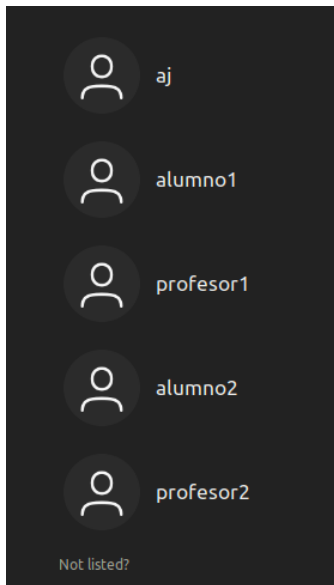 aj
alumno1
profesor1
alumno2
profesor2
Not listed?